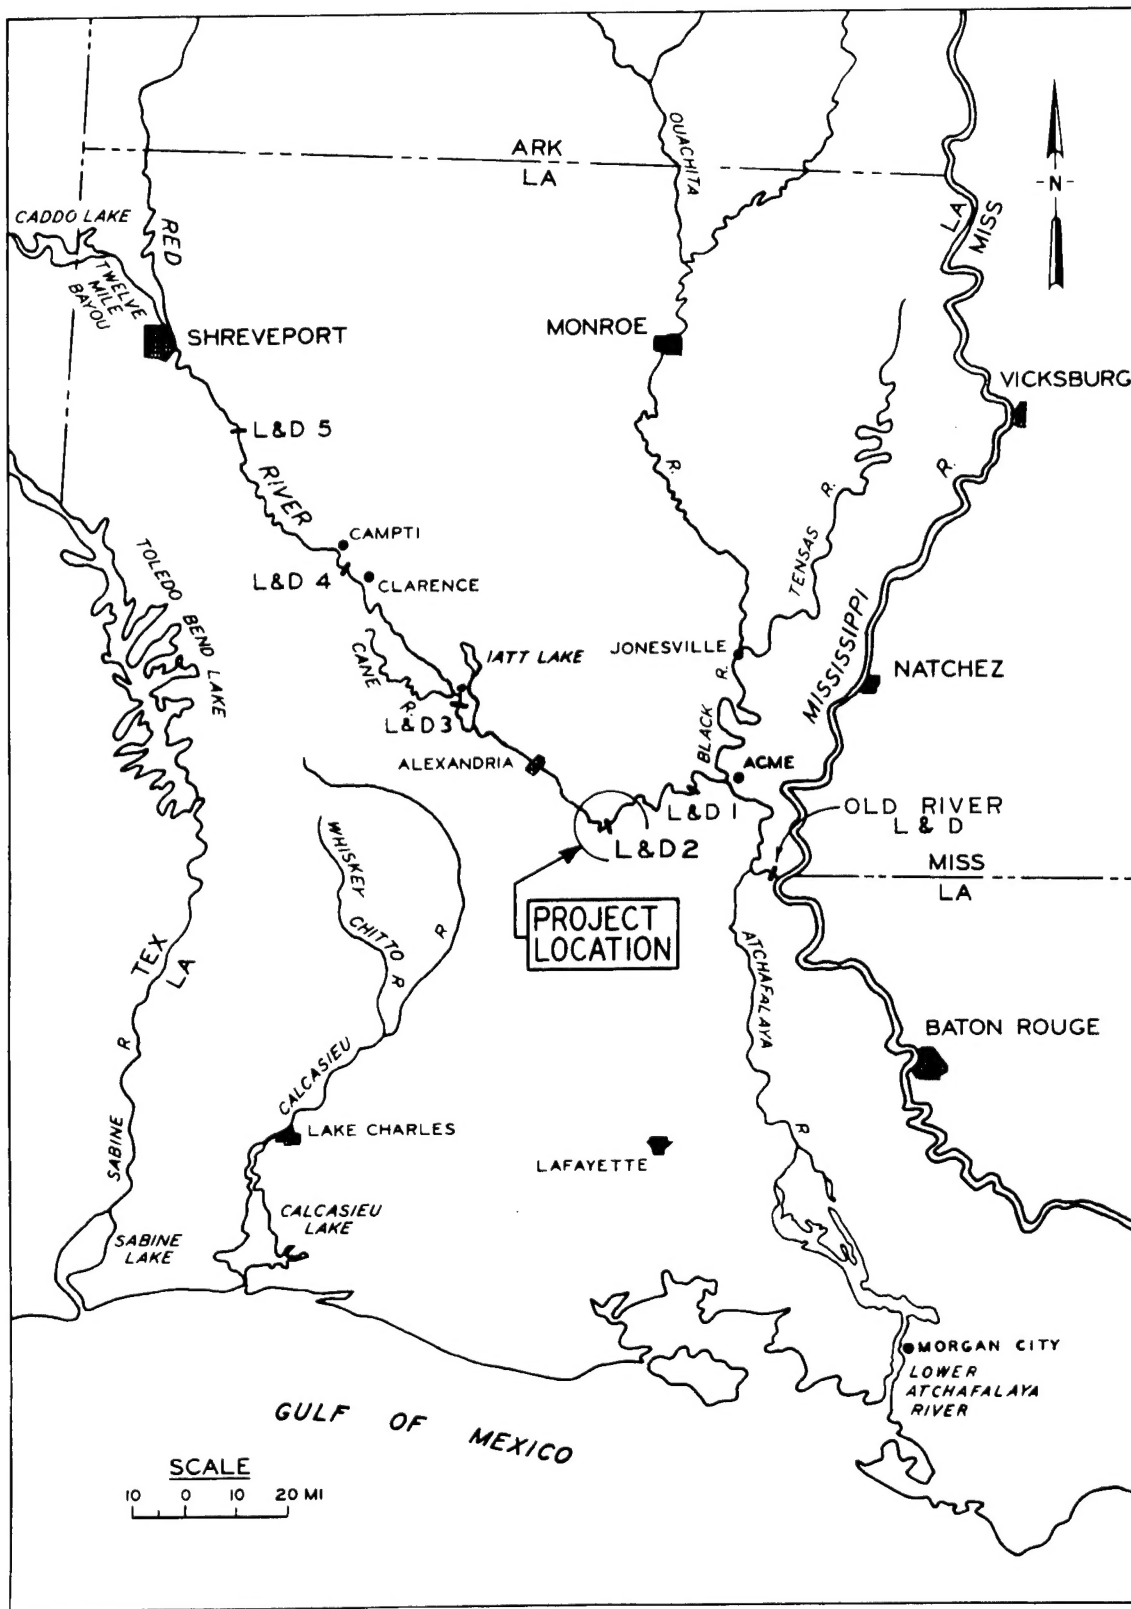 OUACHITA
ARK
LA
-N-
CADDO LAKE
RED
LA
MISS
TWELVE
MILE
BAYOU
SHREVEPORT
MONROE
VICKSBURG
L&D 5
RIVER
R.
R.
R.
CAMPTI
L&D 4
CLARENCE
TENSAS
TOLEDO BEND LAKE
MISSISSIPPI
JONESVILLE
IATT LAKE
CANE
R.
R.
NATCHEZ
L&D3
BLACK
ALEXANDRIA
ACME
L&D 1
OLD RIVER
L & D
L&D2
WHISKEY
CHITTO
R
R
MISS
LA
PROJECT
LOCATION
TEX
LA
ATCHAFALAYA
R
BATON ROUGE
R
CALCASIEU
SABINE
LAKE CHARLES
LAFAYETTE
CALCASIEU
LAKE
SABINE
LAKE
MORGAN CITY
LOWER
ATCHAFALAYA
RIVER
GULF OF MEXICO
SCALE
10 0 10 20 MI